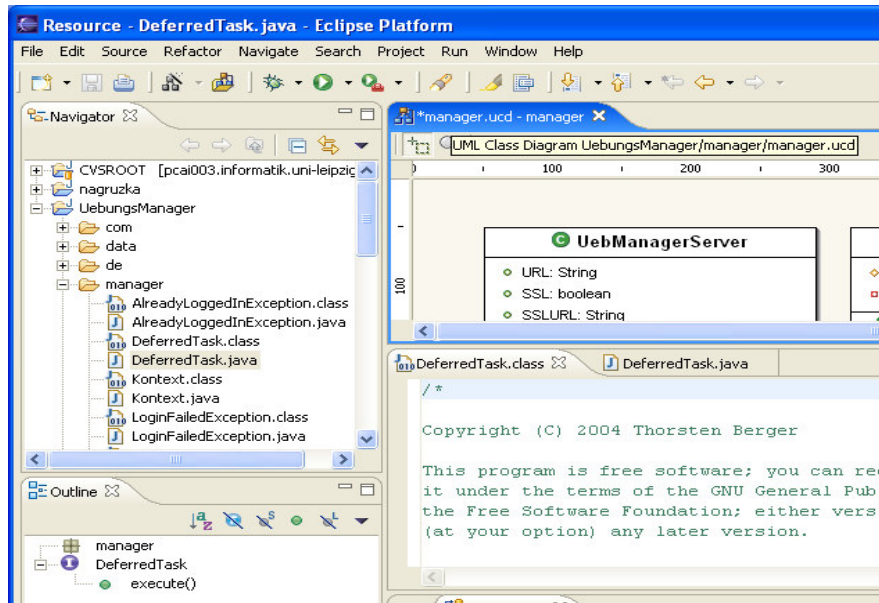 Resource - DeferredTask.java - Eclipse Platform
File Edit Source Refactor Navigate Search Project Run Window Help
Navigator
CVSROOT [pcai003.informatik.uni-leipzig
nagruzka
UebungsManager
com
data
de
manager
AlreadyLoggedInException.class
AlreadyLoggedInException.java
DeferredTask.class
DeferredTask.java
Kontext.class
Kontext.java
LoginFailedException.class
LoginFailedException.java
Outline
manager
DeferredTask
execute()
*manager.ucd - manager
UML Class Diagram UebungsManager/manager/manager.ucd
100 200 300
100
UebManagerServer
URL: String
SSL: boolean
SSLURL: String
DeferredTask.class DeferredTask.java
/*
Copyright (C) 2004 Thorsten Berger
This program is free software; you can rec
it under the terms of the GNU General Pub
the Free Software Foundation; either vers
(at your option) any later version.